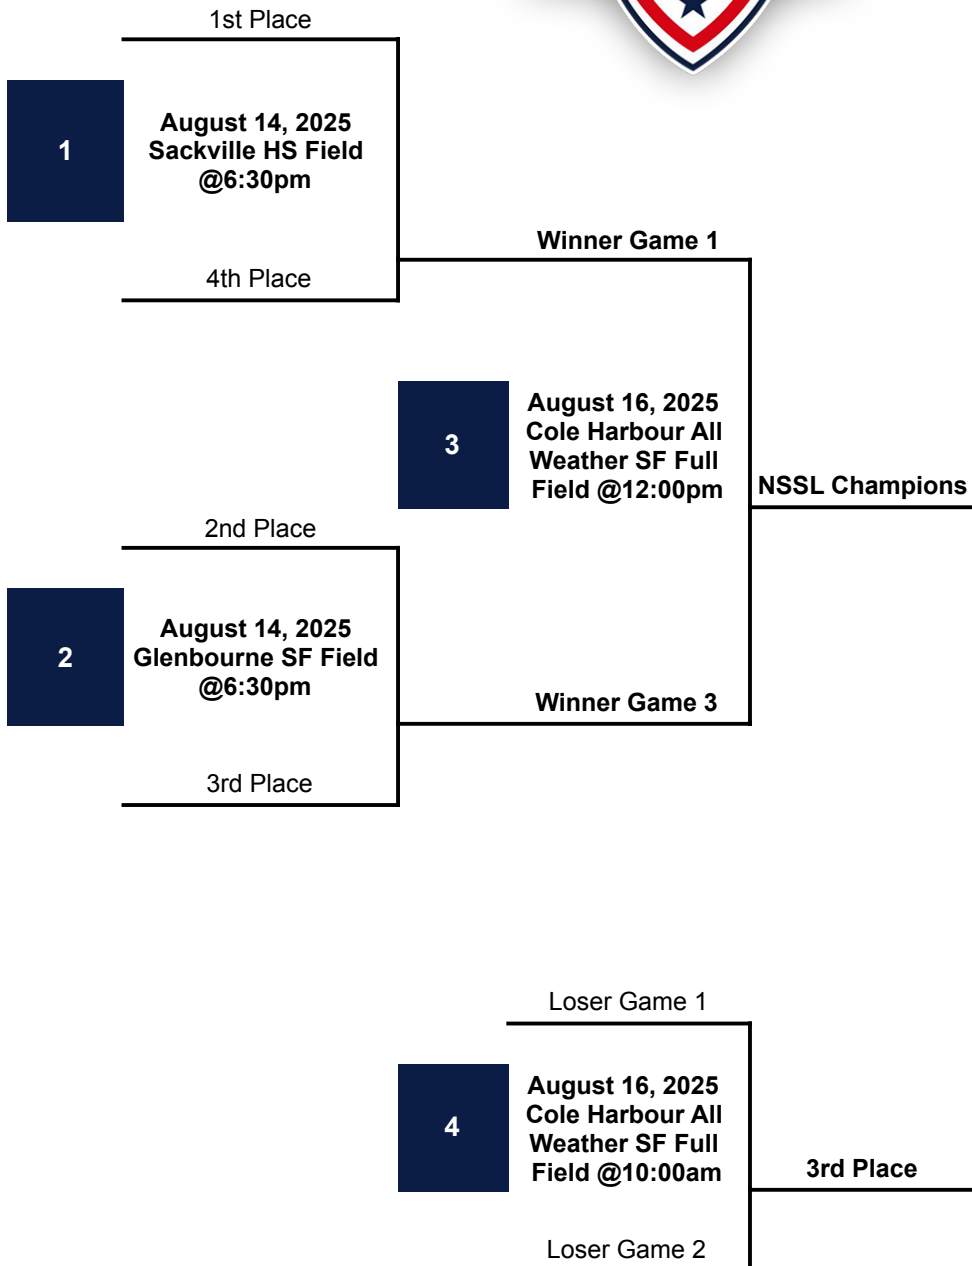 1st Place
1
August 14, 2025
Sackville HS Field
@6:30pm
Winner Game 1
4th Place
3
August 16, 2025
Cole Harbour All
Weather SF Full
Field @12:00pm
NSSL Champions
2nd Place
2
August 14, 2025
Glenbourne SF Field
@6:30pm
Winner Game 3
3rd Place
Loser Game 1
4
August 16, 2025
Cole Harbour All
Weather SF Full
Field @10:00am
3rd Place
Loser Game 2